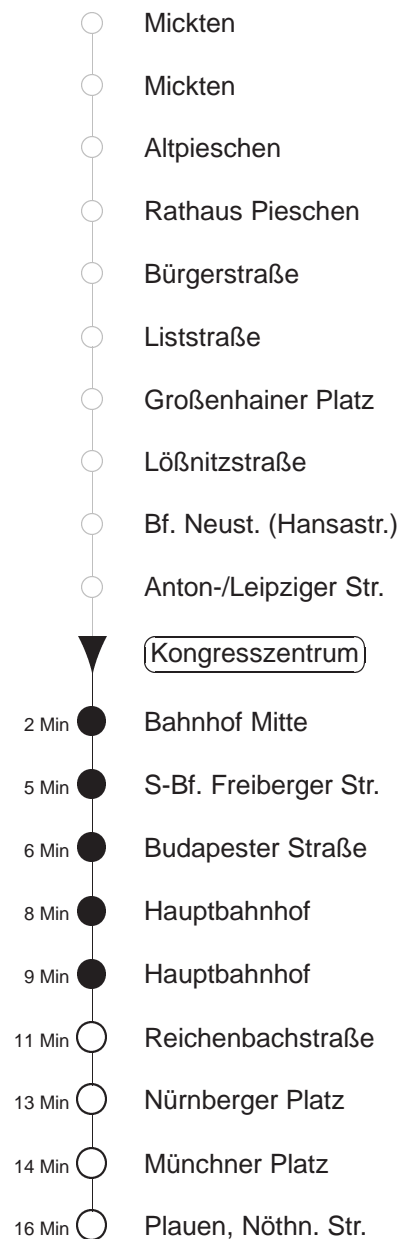 Mickten
Mickten
Altpieschen
Rathaus Pieschen
Bürgerstraße
Liststraße
Großenhainer Platz
Lößnitzstraße
Bf. Neust. (Hansastr.)
Anton-/Leipziger Str.
Kongresszentrum
2 Min Bahnhof Mitte
5 Min S-Bf. Freiberger Str.
6 Min Budapester Straße
8 Min Hauptbahnhof
9 Min Hauptbahnhof
11 Min Reichenbachstraße
13 Min Nürnberger Platz
14 Min Münchner Platz
16 Min Plauen, Nöthn. Str.